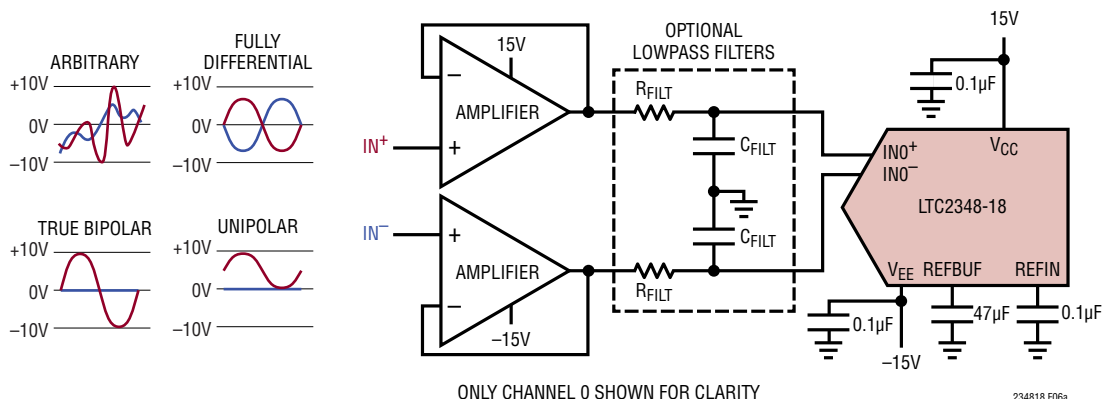 ARBITRARY
+10V
0V
–10V
FULLY
DIFFERENTIAL
+10V
0V
–10V
TRUE BIPOLAR
+10V
0V
–10V
UNIPOLAR
+10V
0V
–10V
IN+
IN–
15V
–
AMPLIFIER
+
+
AMPLIFIER
–
–15V
OPTIONAL
LOWPASS FILTERS
RFILT
CFILT
CFILT
RFILT
15V
0.1µF
VCC
IN0+
IN0–
LTC2348-18
VEE
REFBUF
REFIN
0.1µF
–15V
47µF
0.1µF
ONLY CHANNEL 0 SHOWN FOR CLARITY
234818 F06a